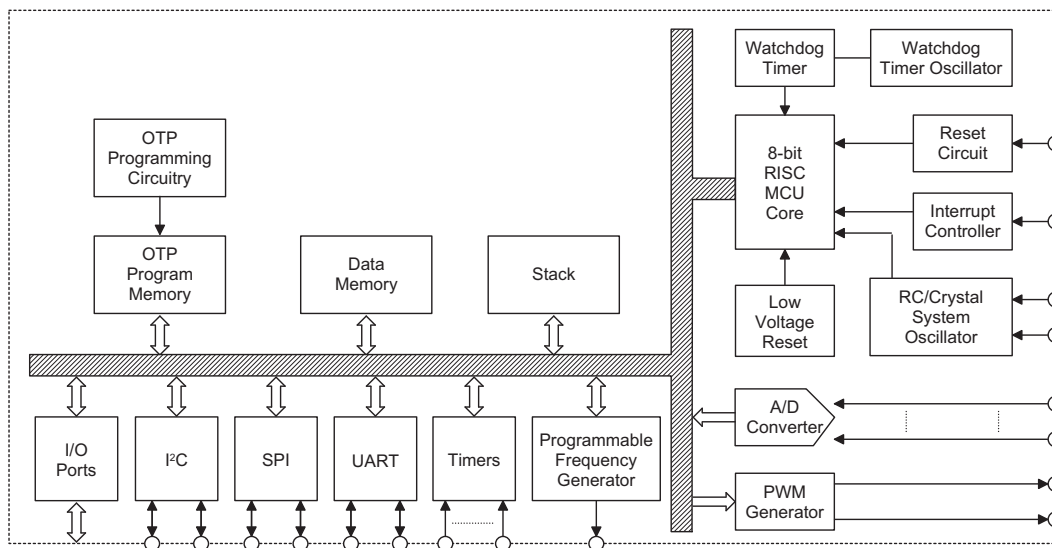 Watchdog
Timer
Watchdog
Timer Oscillator
OTP
Programming
Circuitry
8-bit
RISC
MCU
Core
Reset
Circuit
Interrupt
Controller
OTP
Program
Memory
Data
Memory
Stack
Low
Voltage
Reset
RC/Crystal
System
Oscillator
I/O
Ports
I²C
SPI
UART
Timers
Programmable
Frequency
Generator
A/D
Converter
PWM
Generator